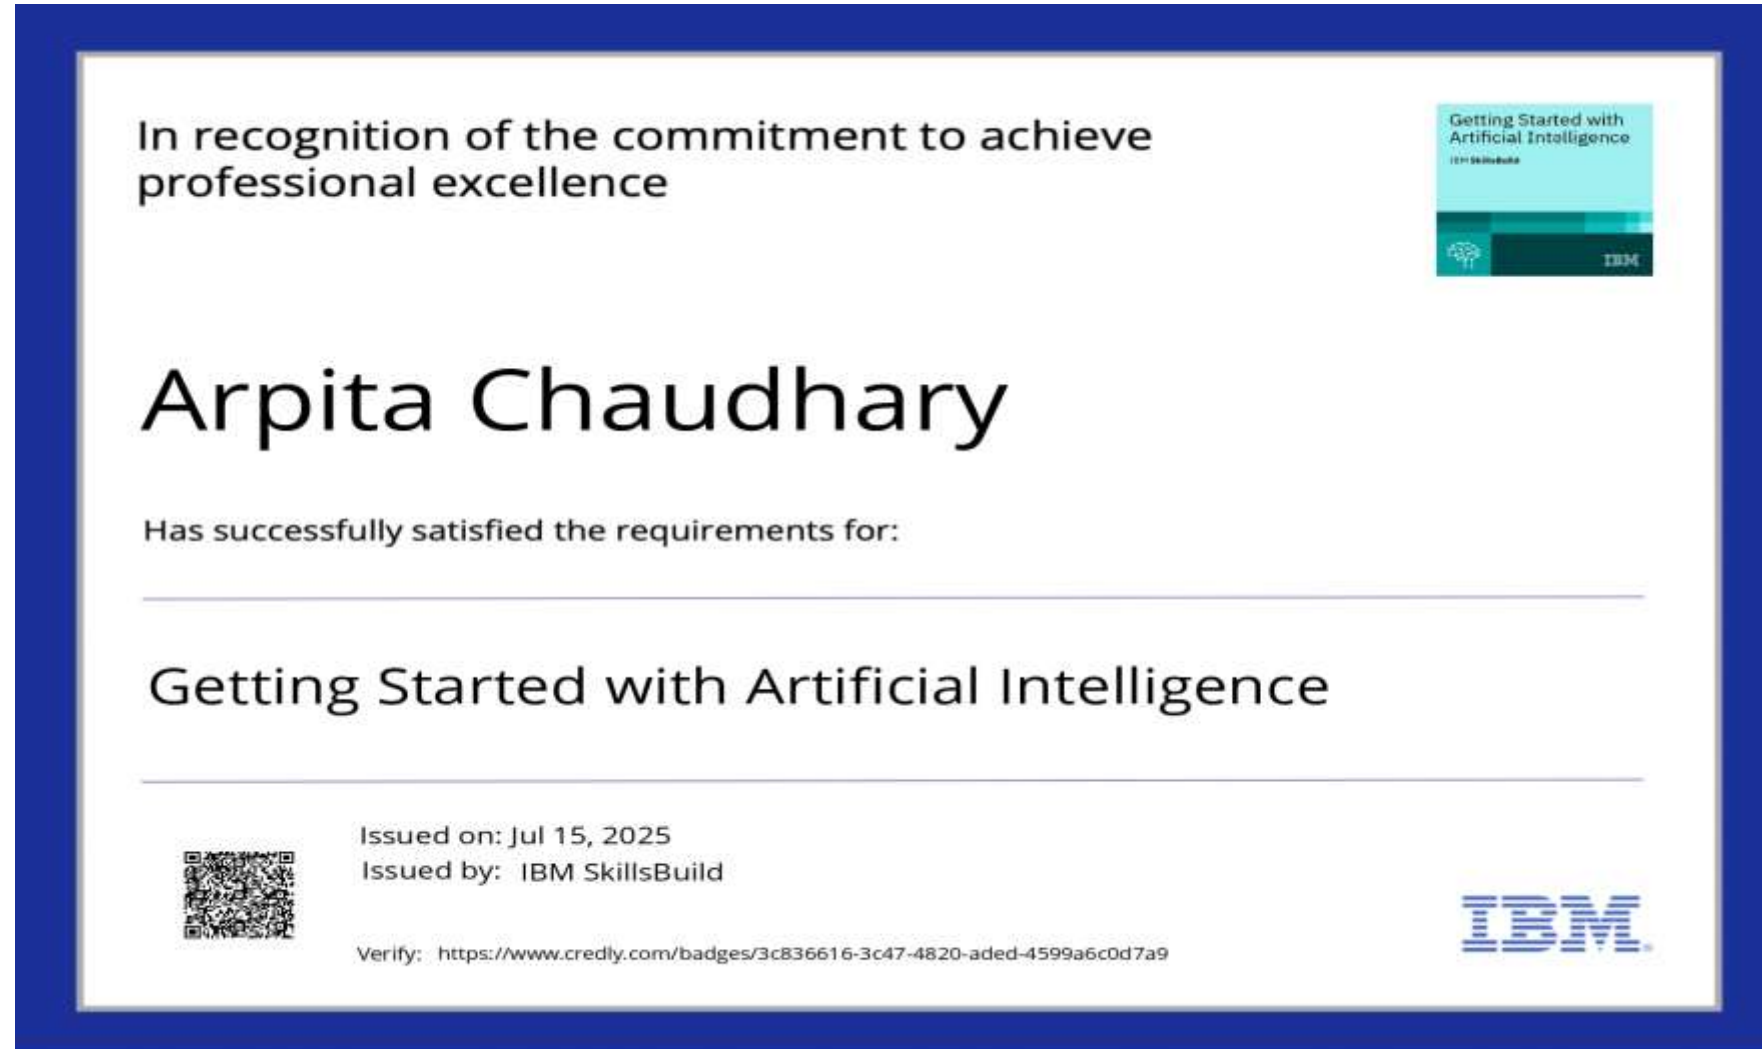 In recognition of the commitment to achieve
professional excellence
Getting Started with
Artificial Intelligence
IBM SkillsBuild
IBM
Arpita Chaudhary
Has successfully satisfied the requirements for:
Getting Started with Artificial Intelligence
Issued on: Jul 15, 2025
Issued by: IBM SkillsBuild
Verify: https://www.credly.com/badges/3c836616-3c47-4820-aded-4599a6c0d7a9
IBM